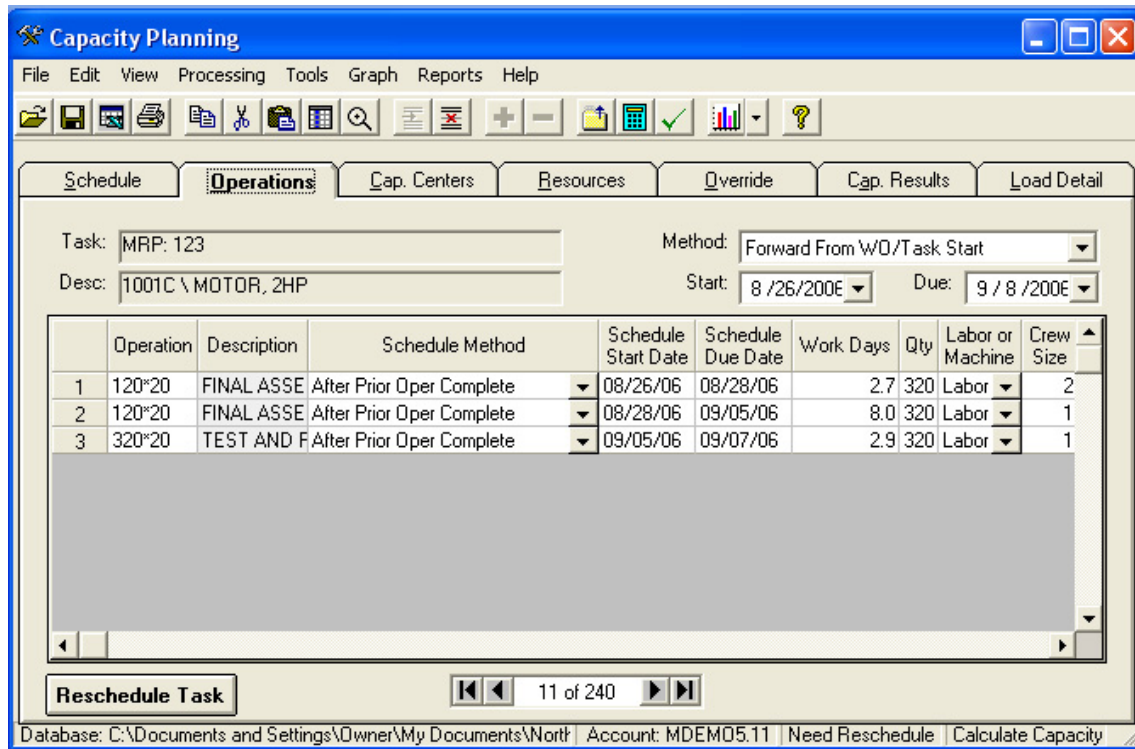 Capacity Planning
File Edit View Processing Tools Graph Reports Help
Schedule Operations Cap. Centers Resources Override Cap. Results Load Detail
Task: MRP: 123 Method: Forward From WO/Task Start
Desc: 1001C \ MOTOR, 2HP Start: 8 /26/2006 Due: 9 / 8 /2006
Operation Description Schedule Method Schedule Start Date Schedule Due Date Work Days Qty Labor or Machine Crew Size
1 120*20 FINAL ASSE After Prior Oper Complete 08/26/06 08/28/06 2.7 320 Labor 2
2 120*20 FINAL ASSE After Prior Oper Complete 08/28/06 09/05/06 8.0 320 Labor 1
3 320*20 TEST AND F After Prior Oper Complete 09/05/06 09/07/06 2.9 320 Labor 1
Reschedule Task 11 of 240
Database: C:\Documents and Settings\Owner\My Documents\North Account: MDEMO5.11 Need Reschedule Calculate Capacity